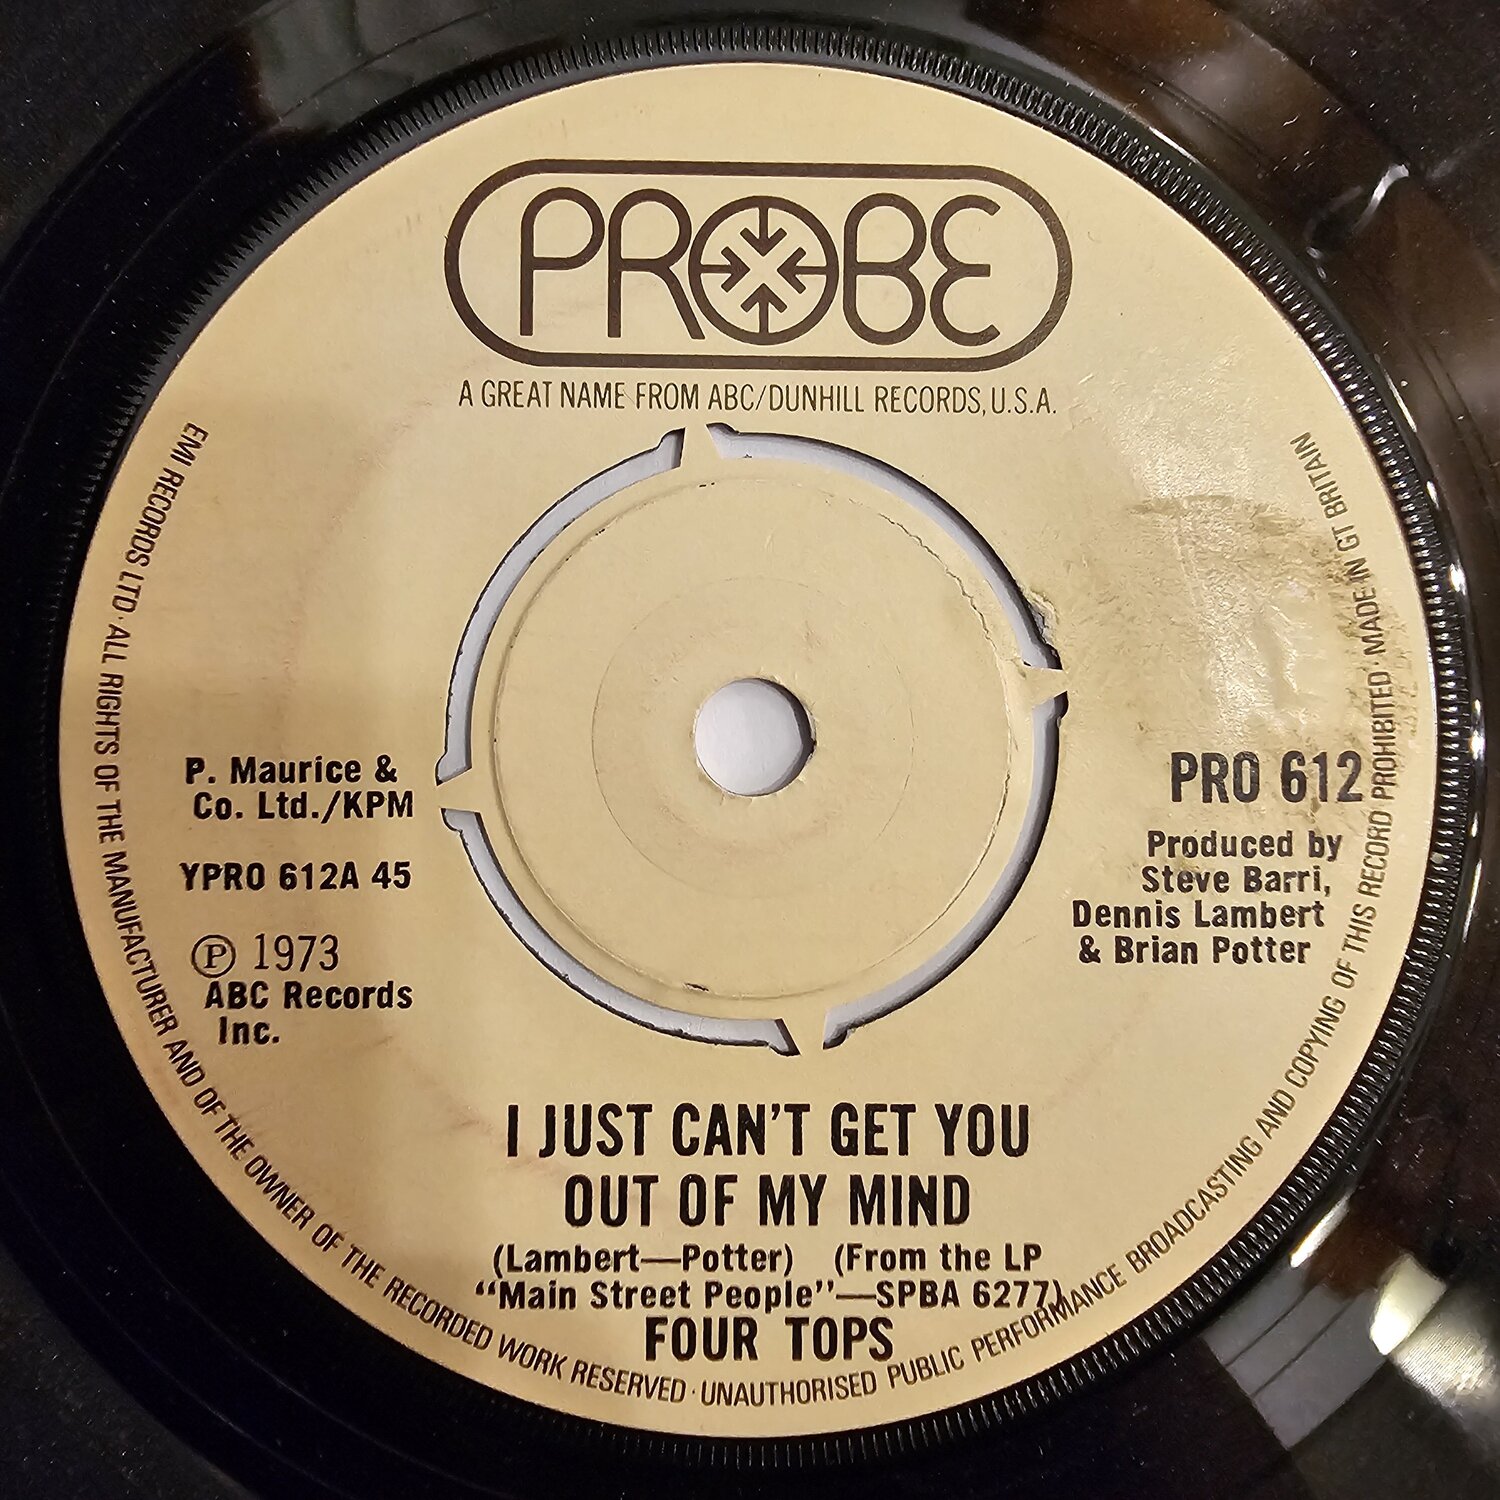 PROBE
A GREAT NAME FROM ABC/DUNHILL RECORDS, U.S.A.
EMI RECORDS LTD · ALL RIGHTS OF THE MANUFACTURER AND OF THE OWNER OF THE RECORDED WORK RESERVED · UNAUTHORISED PUBLIC PERFORMANCE BROADCASTING AND COPYING OF THIS RECORD PROHIBITED · MADE IN GT BRITAIN
P. Maurice &
Co. Ltd./KPM
YPRO 612A 45
Ⓟ 1973
ABC Records
Inc.
PRO 612
Produced by
Steve Barri,
Dennis Lambert
& Brian Potter
I JUST CAN'T GET YOU
OUT OF MY MIND
(Lambert—Potter) (From the LP
“Main Street People”—SPBA 6277)
FOUR TOPS